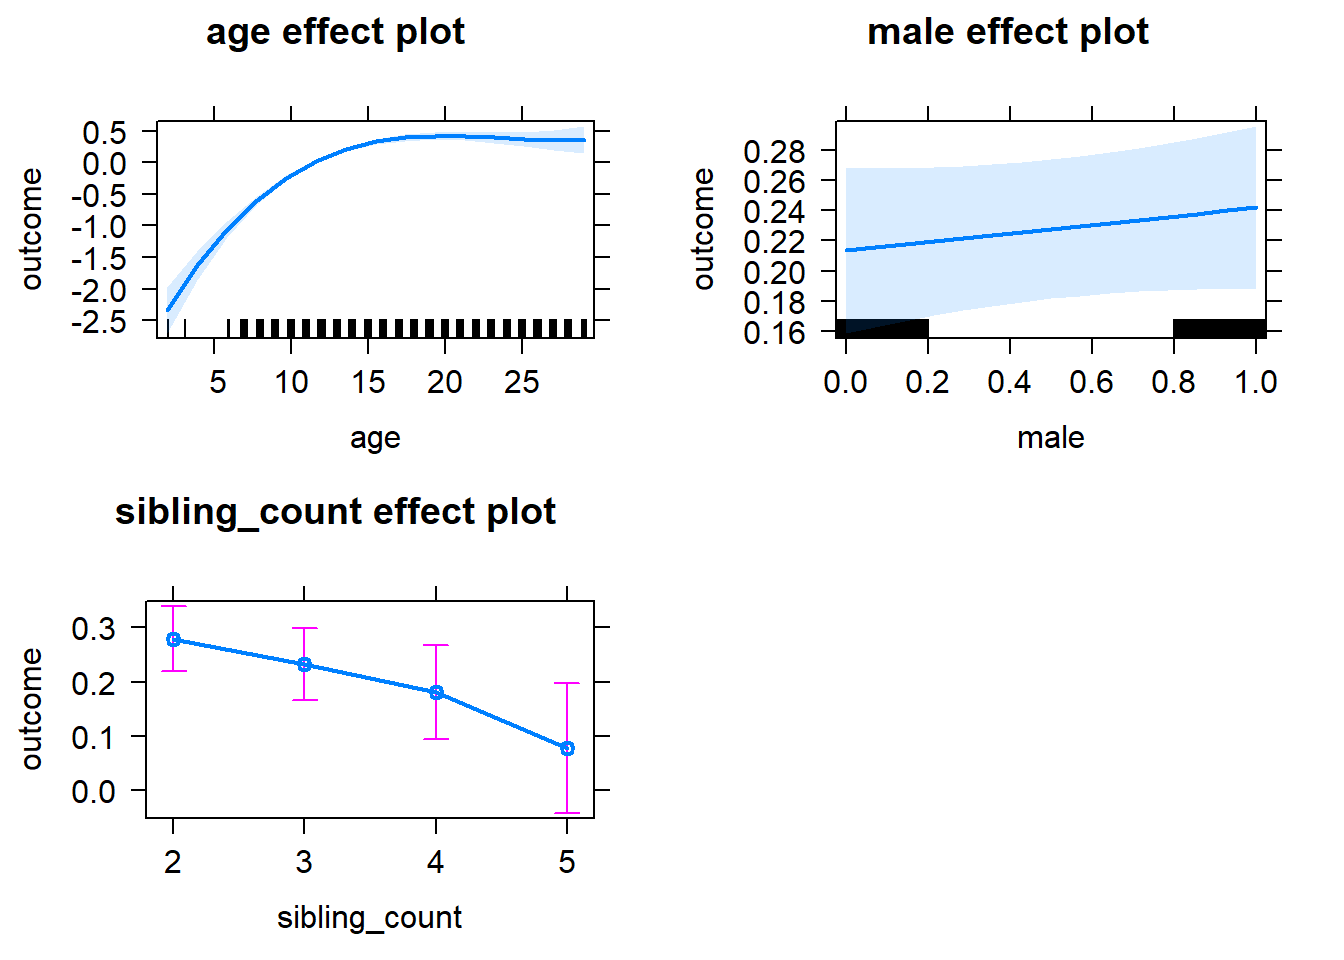 age effect plot
outcome
0.5
0.0
-0.5
-1.0
-1.5
-2.0
-2.5
5 10 15 20 25
age
male effect plot
outcome
0.28
0.26
0.24
0.22
0.20
0.18
0.16
0.0 0.2 0.4 0.6 0.8 1.0
male
sibling_count effect plot
outcome
0.3
0.2
0.1
0.0
2 3 4 5
sibling_count